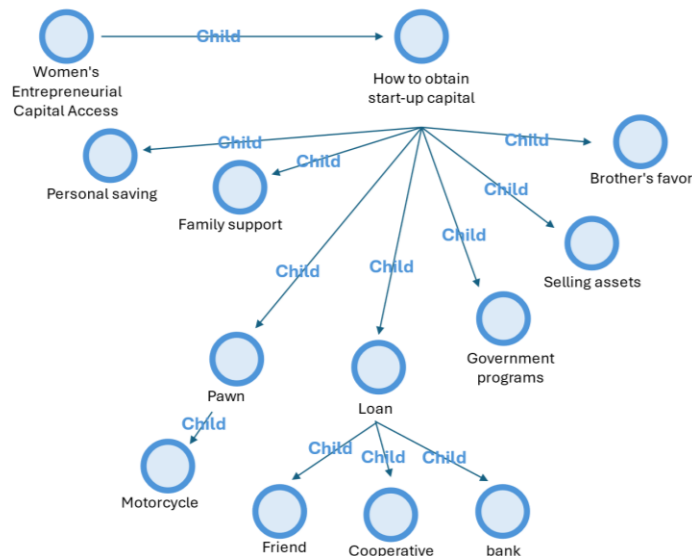 Child
Women's
Entrepreneurial
Capital Access
How to obtain
start-up capital
Child
Child
Child
Child
Child
Child
Child
Personal saving
Family support
Brother's favor
Selling assets
Government
programs
Pawn
Loan
Child
Child
Child
Child
Motorcycle
Friend
Cooperative
bank